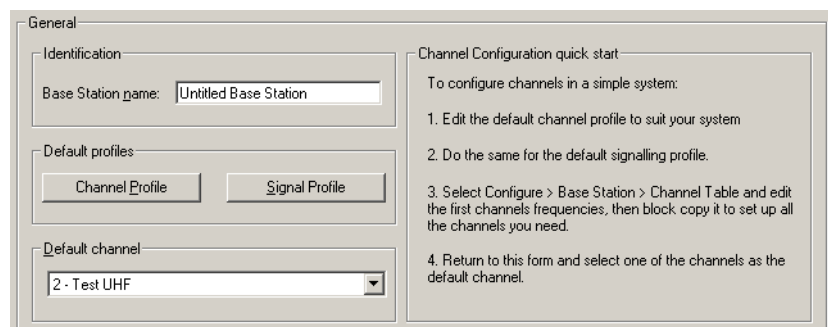 General
Identification
Base Station name: Untitled Base Station
Default profiles
Channel Profile Signal Profile
Default channel
2 - Test UHF
Channel Configuration quick start
To configure channels in a simple system:
1. Edit the default channel profile to suit your system
2. Do the same for the default signalling profile.
3. Select Configure > Base Station > Channel Table and edit
the first channels frequencies, then block copy it to set up all
the channels you need.
4. Return to this form and select one of the channels as the
default channel.